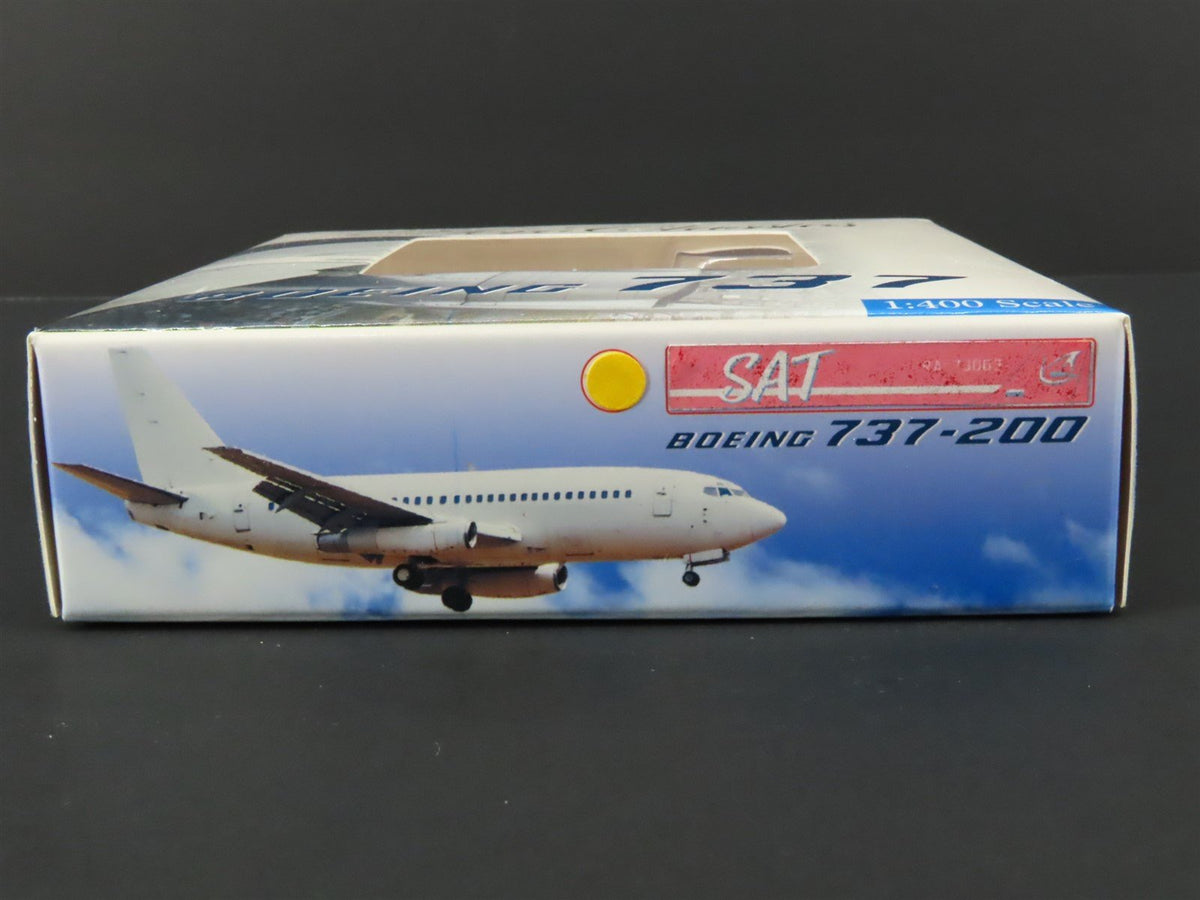 BOEING 737
1:400 Scale
SAT
BOEING 737-200